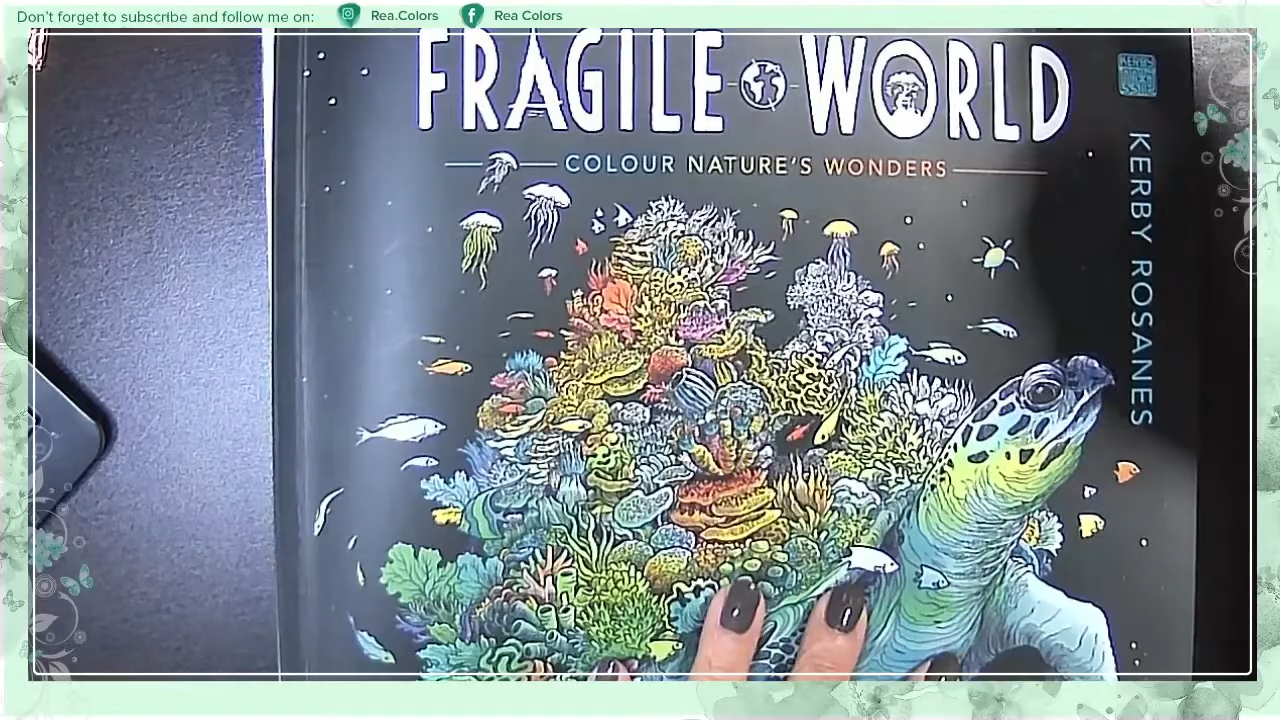 Don't forget to subscribe and follow me on: Rea.Colors Rea Colors
FRAGILE WORLD
COLOUR NATURE'S WONDERS
KERBY ROSANES